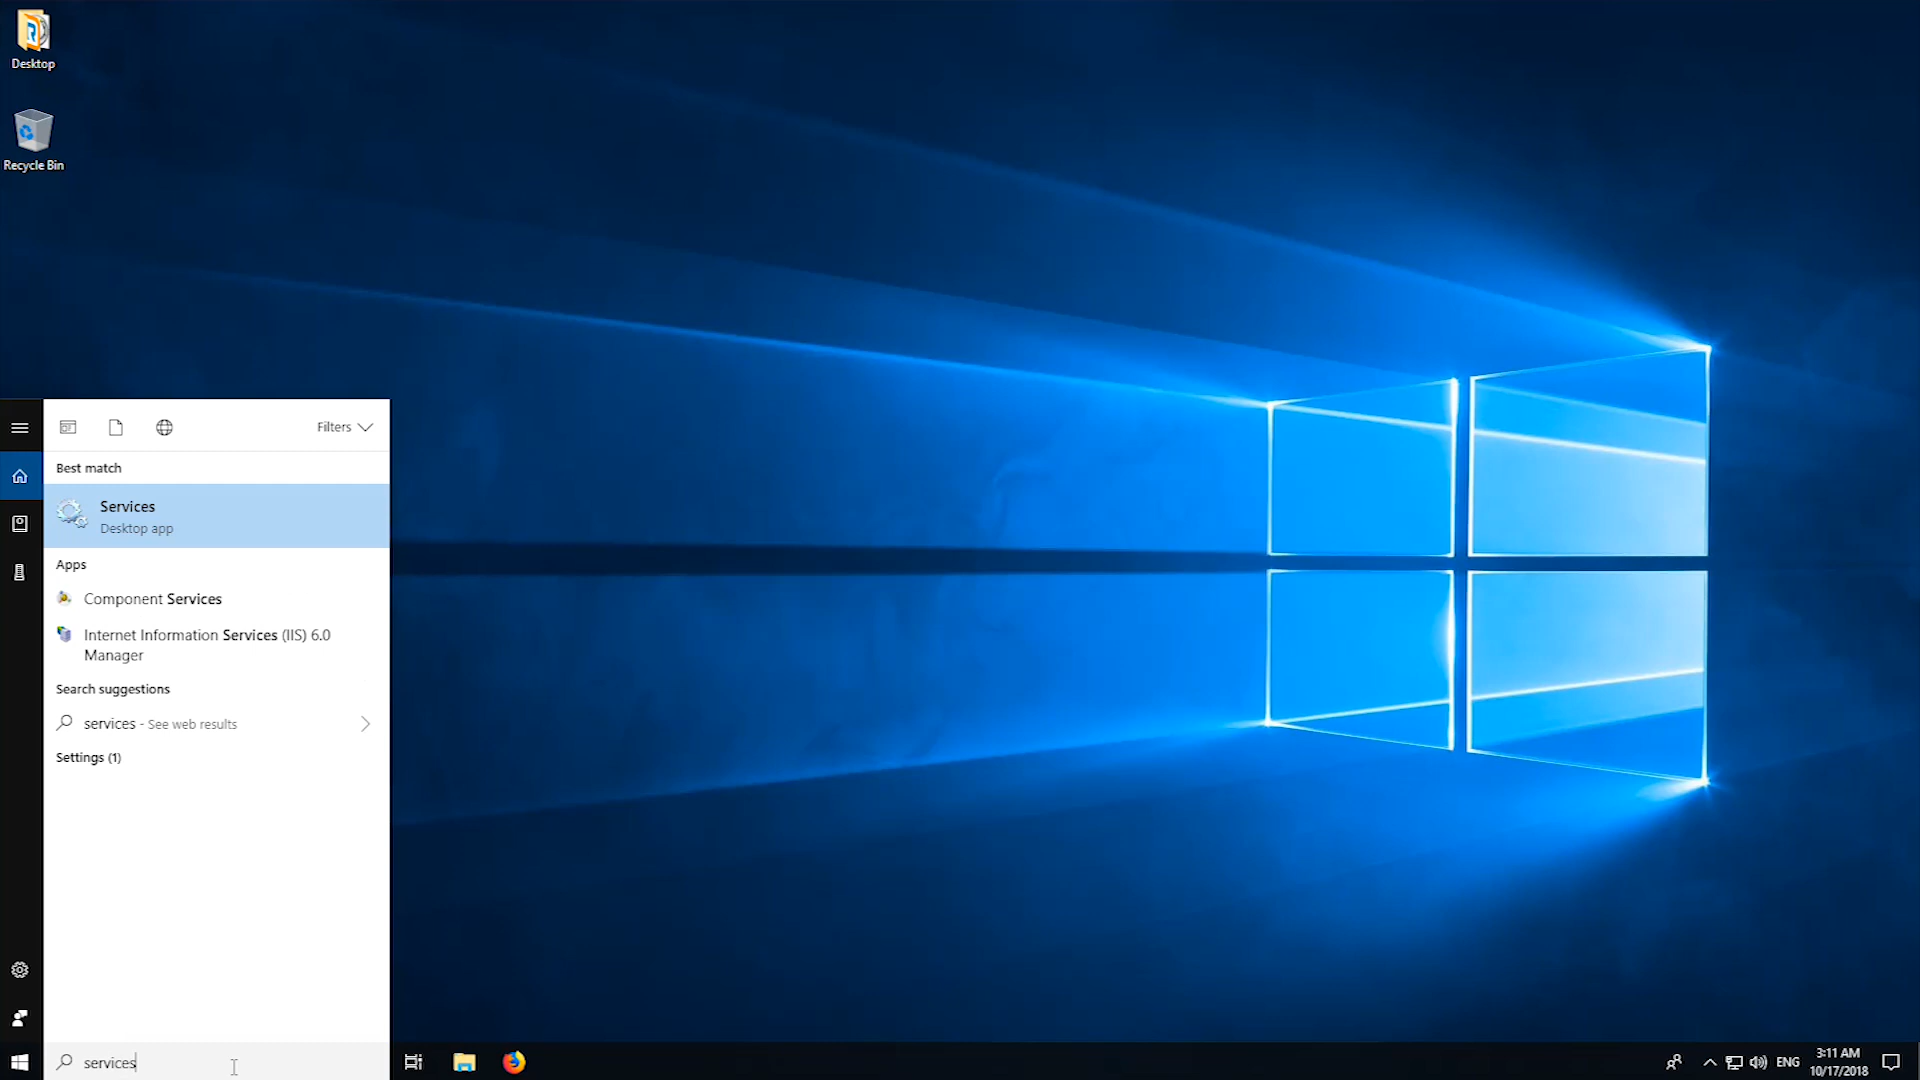 Desktop
Recycle Bin
Filters
Best match
Services
Desktop app
Apps
Component Services
Internet Information Services (IIS) 6.0
Manager
Search suggestions
services - See web results
Settings (1)
services
ENG
3:11 AM
10/17/2018